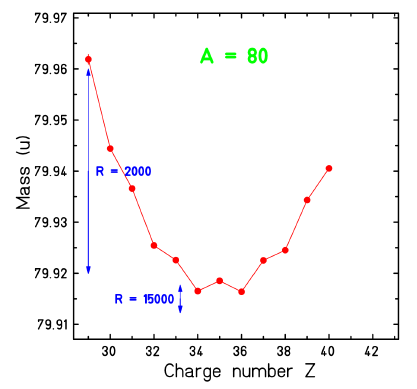 79.97
79.96
79.95
79.94
79.93
79.92
79.91
Mass (u)
A = 80
R = 2000
R = 15000
30
32
34
36
38
40
42
Charge number Z